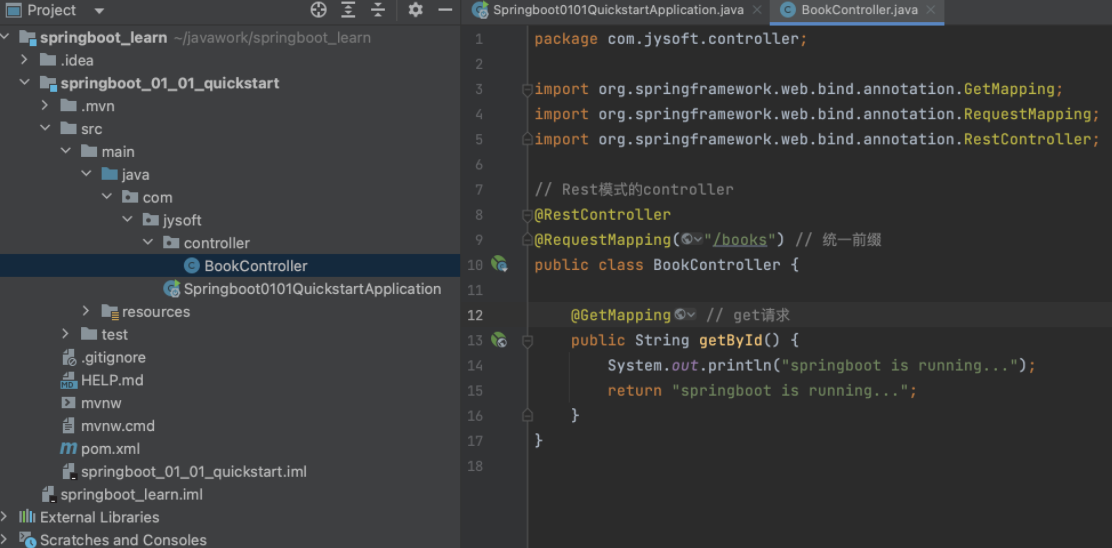 Project
springboot_learn ~/javawork/springboot_learn
.idea
springboot_01_01_quickstart
.mvn
src
main
java
com
jysoft
controller
BookController
Springboot0101QuickstartApplication
resources
test
.gitignore
HELP.md
mvnw
mvnw.cmd
pom.xml
springboot_01_01_quickstart.iml
springboot_learn.iml
External Libraries
Scratches and Consoles
Springboot0101QuickstartApplication.java
BookController.java
1 package com.jysoft.controller;
2
3 import org.springframework.web.bind.annotation.GetMapping;
4 import org.springframework.web.bind.annotation.RequestMapping;
5 import org.springframework.web.bind.annotation.RestController;
6
7 // Rest模式的controller
8 @RestController
9 @RequestMapping("/books") // 统一前缀
10 public class BookController {
11
12 @GetMapping // get请求
13 public String getById() {
14 System.out.println("springboot is running...");
15 return "springboot is running...";
16 }
17 }
18